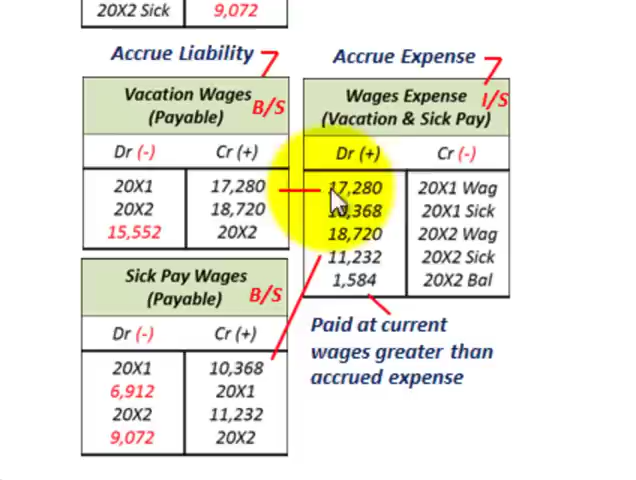 20X2 Sick 9,072
Accrue Liability
Vacation Wages
(Payable)
B/S
Dr (-) Cr (+)
20X1 17,280
20X2 18,720
15,552 20X2
Sick Pay Wages
(Payable)
B/S
Dr (-) Cr (+)
20X1 10,368
6,912 20X1
20X2 11,232
9,072 20X2
Accrue Expense
Wages Expense
I/S
(Vacation & Sick Pay)
Dr (+) Cr (-)
17,280 20X1 Wag
10,368 20X1 Sick
18,720 20X2 Wag
11,232 20X2 Sick
1,584 20X2 Bal
Paid at current
wages greater than
accrued expense